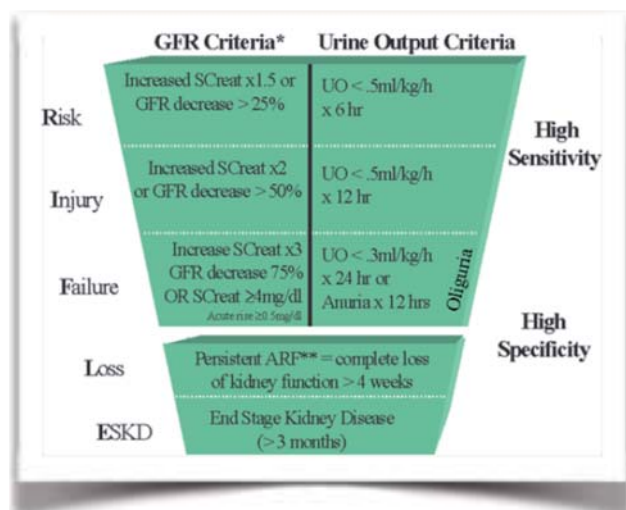 GFR Criteria* Urine Output Criteria
Risk
Increased SCreat x1.5 or
GFR decrease > 25%
UO < .5ml/kg/h
x 6 hr
High
Sensitivity
Injury
Increased SCreat x2
or GFR decrease > 50%
UO < .5ml/kg/h
x 12 hr
Failure
Increase SCreat x3
GFR decrease 75%
OR SCreat ≥4mg/dl
Acute rise ≥0.5mg/dl
UO < .3ml/kg/h
x 24 hr or
Anuria x 12 hrs
Oliguria
High
Specificity
Loss
Persistent ARF** = complete loss
of kidney function > 4 weeks
ESKD
End Stage Kidney Disease
(> 3 months)